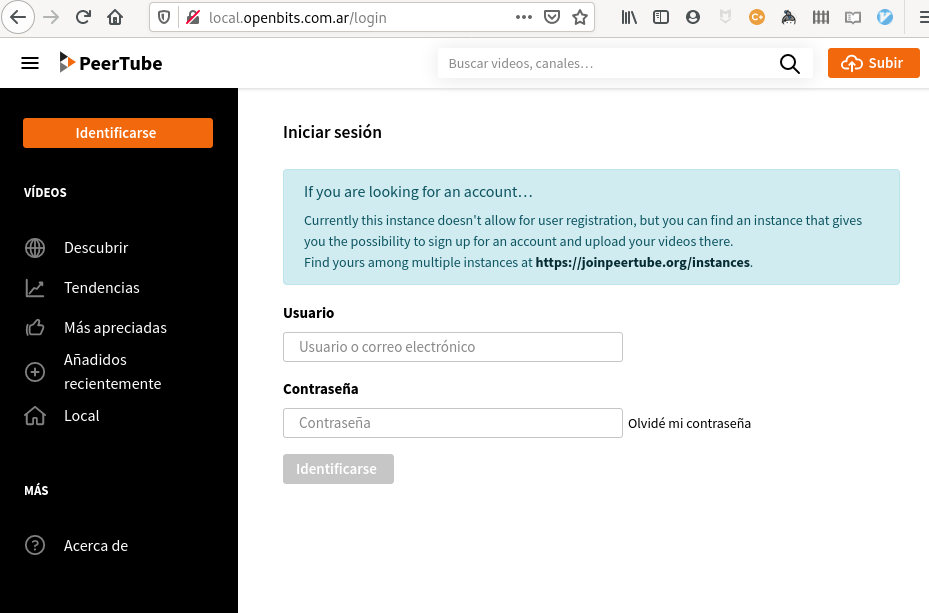 local.openbits.com.ar/login
PeerTube
Buscar videos, canales…
Subir
Identificarse
VÍDEOS
Descubrir
Tendencias
Más apreciadas
Añadidos
recientemente
Local
MÁS
Acerca de
Iniciar sesión
If you are looking for an account…
Currently this instance doesn't allow for user registration, but you can find an instance that gives
you the possibility to sign up for an account and upload your videos there.
Find yours among multiple instances at https://joinpeertube.org/instances.
Usuario
Usuario o correo electrónico
Contraseña
Contraseña
Olvidé mi contraseña
Identificarse